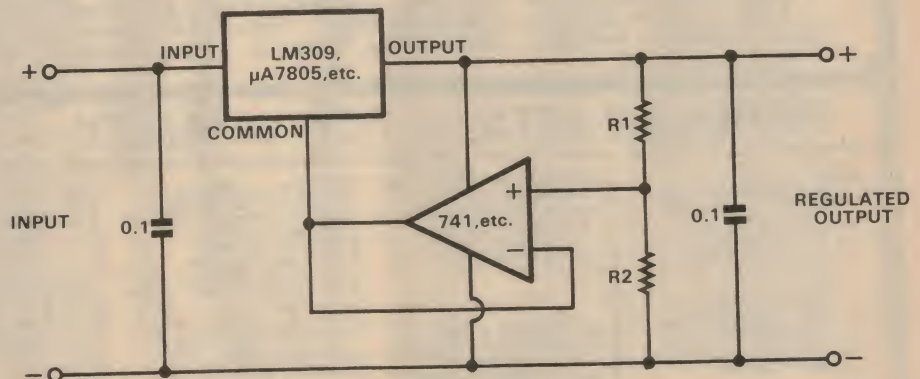 INPUT
LM309,
µA7805,etc.
OUTPUT
+
+
COMMON
R1
INPUT
0.1
+
741,etc.
−
0.1
REGULATED
OUTPUT
R2
−
−